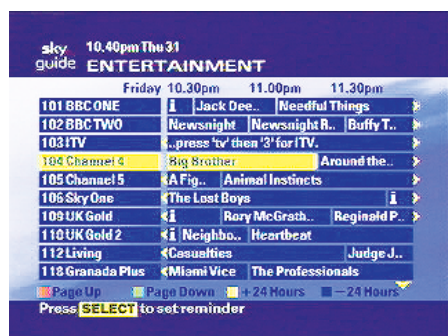 sky 10.40pm Thu 31
guide ENTERTAINMENT
Friday 10.30pm 11.00pm 11.30pm
101 BBC ONE i Jack Dee.. Needful Things
102 BBC TWO Newsnight Newsnight R.. Buffy T..
103 ITV ..press 'tv' then '3' for ITV.
104 Channel 4 Big Brother Around the..
105 Channel 5 A Fig.. Animal Instincts
106 Sky One The Lost Boys i
109 UK Gold i Rory McGrath.. Reginald P..
110 UK Gold 2 i Neighbo.. Heartbeat
112 Living Casualties Judge J..
118 Granada Plus Miami Vice The Professionals
Page Up Page Down +24 Hours -24 Hours
Press SELECT to set reminder